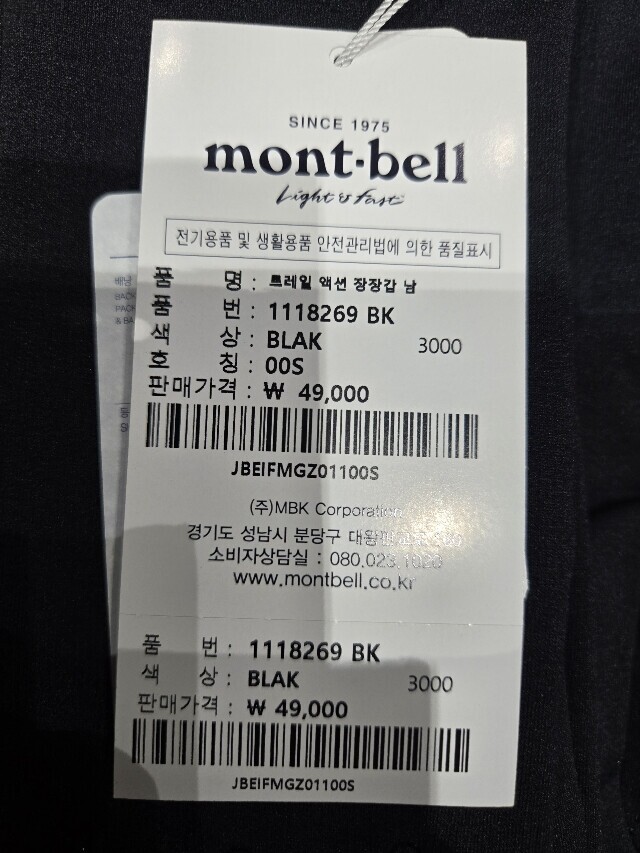 SINCE 1975
mont·bell
Light & Fast
전기용품 및 생활용품 안전관리법에 의한 품질표시
품 명 : 트레일 액션 장장갑 남
품 번 : 1118269 BK
색 상 : BLAK 3000
호 칭 : 00S
판매가격 : ₩ 49,000
JBEIFMGZ01100S
(주)MBK Corporation
경기도 성남시 분당구
소비자상담실 : 080.023.1020
www.montbell.co.kr
품 번 : 1118269 BK
색 상 : BLAK 3000
판매가격 : ₩ 49,000
JBEIFMGZ01100S